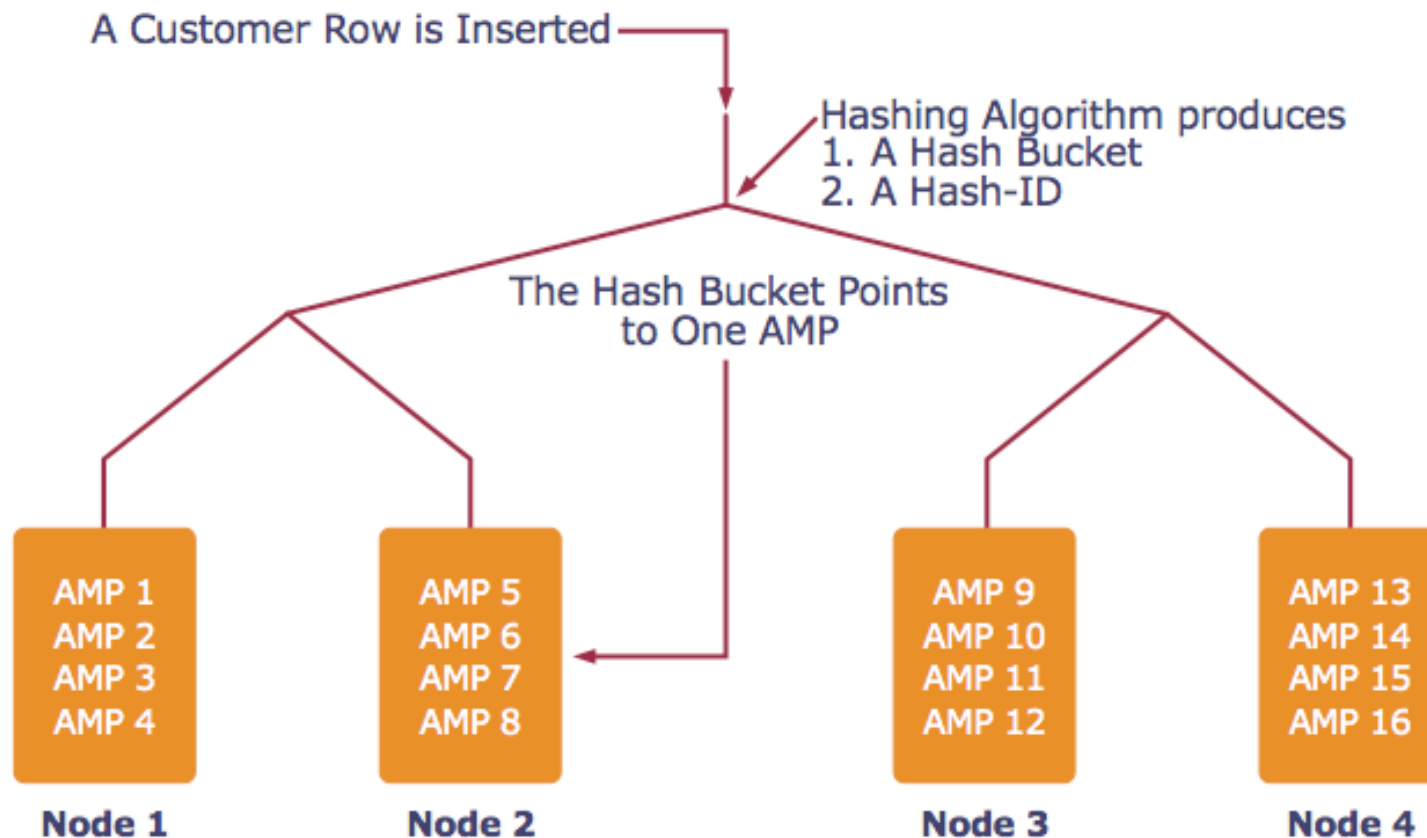 A Customer Row is Inserted
Hashing Algorithm produces
1. A Hash Bucket
2. A Hash-ID
The Hash Bucket Points
to One AMP
AMP 1
AMP 2
AMP 3
AMP 4
Node 1
AMP 5
AMP 6
AMP 7
AMP 8
Node 2
AMP 9
AMP 10
AMP 11
AMP 12
Node 3
AMP 13
AMP 14
AMP 15
AMP 16
Node 4